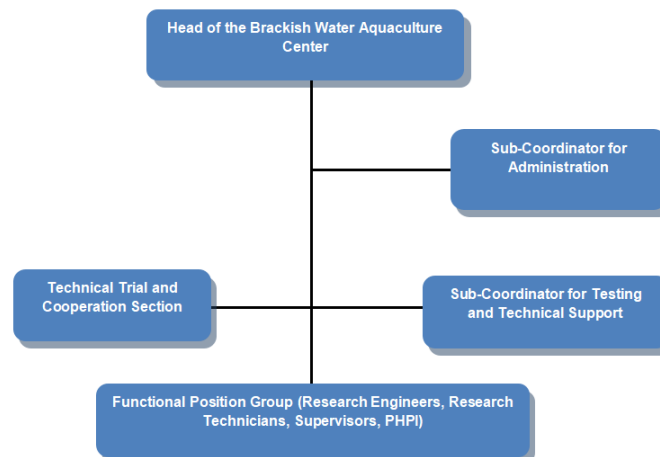 Head of the Brackish Water Aquaculture
Center
Sub-Coordinator for
Administration
Technical Trial and
Cooperation Section
Sub-Coordinator for Testing
and Technical Support
Functional Position Group (Research Engineers, Research
Technicians, Supervisors, PHPI)